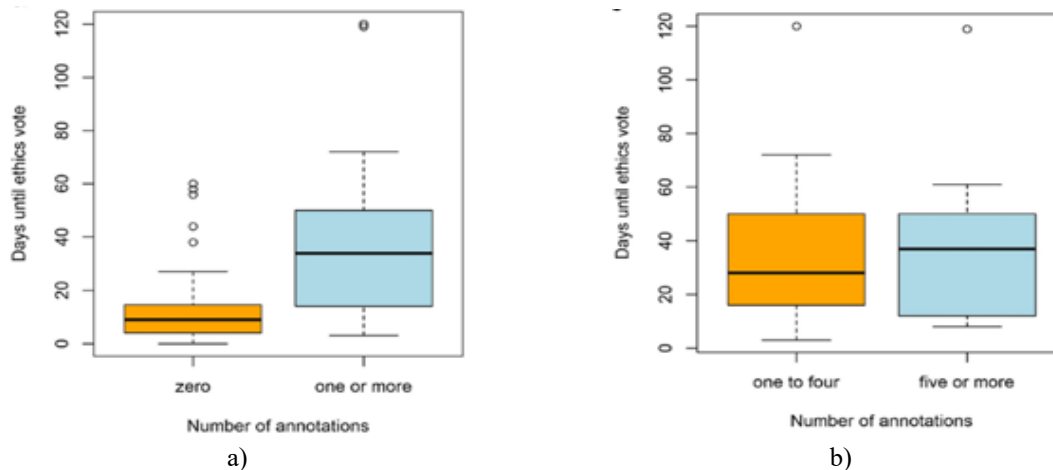 Days until ethics vote
120
100
80
60
40
20
0
zero
one or more
Number of annotations
a)
Days until ethics vote
120
100
80
60
40
20
0
one to four
five or more
Number of annotations
b)